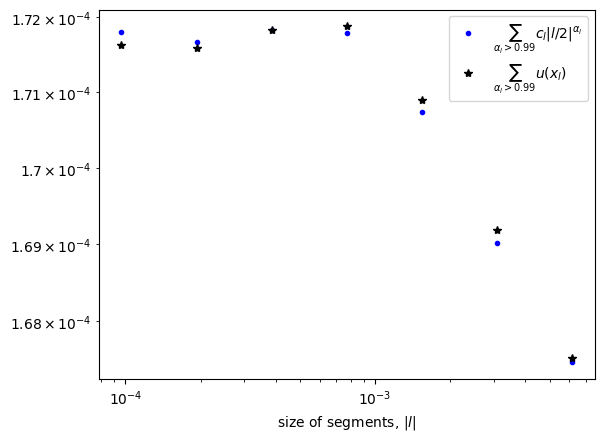 1.72 × 10⁻⁴
1.71 × 10⁻⁴
1.7 × 10⁻⁴
1.69 × 10⁻⁴
1.68 × 10⁻⁴
∑_{α_l>0.99} c_l|l/2|^{α_l}
∑_{α_l>0.99} u(x_l)
10⁻⁴ 10⁻³
size of segments, |l|